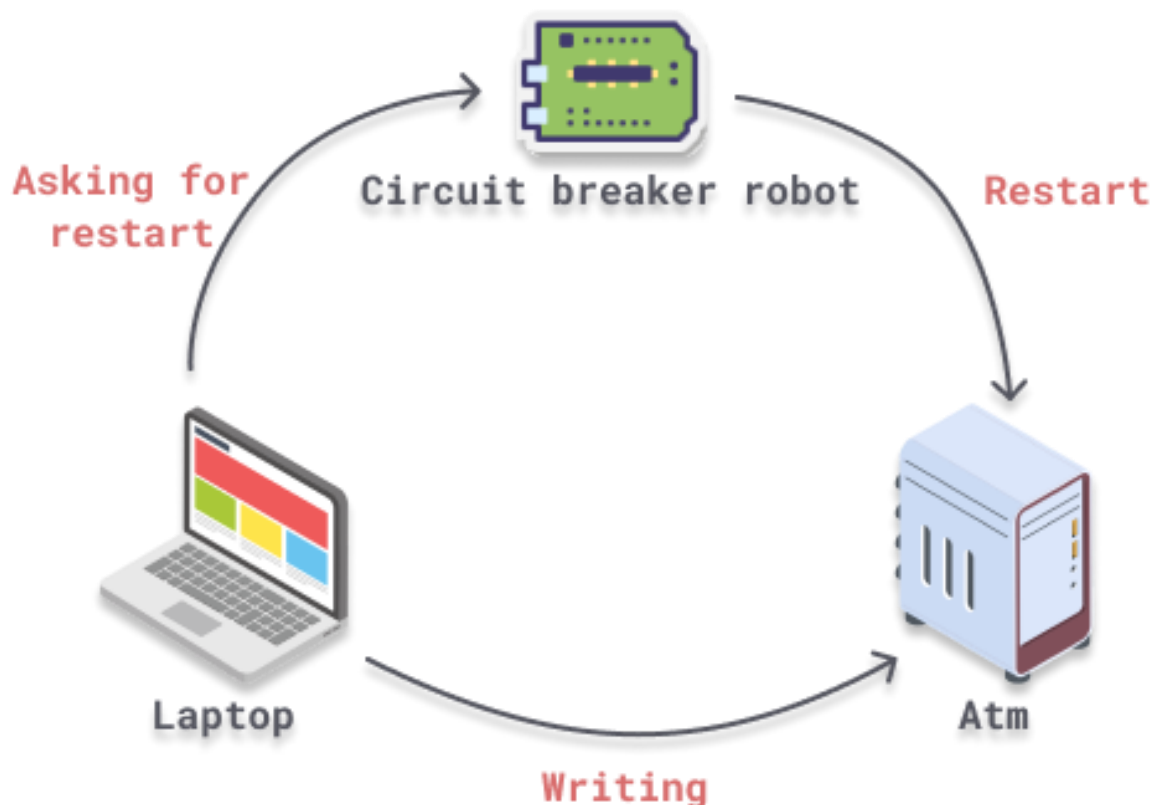 Asking for
restart
Circuit breaker robot
Restart
Laptop
Atm
Writing